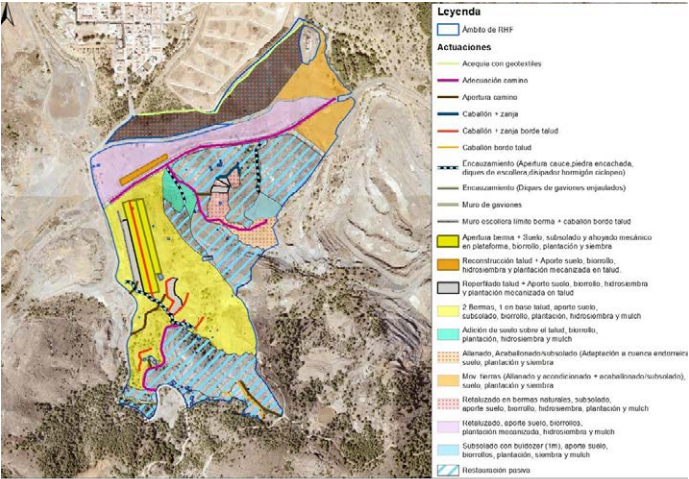 Leyenda
Ámbito de RHF
Actuaciones
Acequia con geotextiles
Adecuación camino
Apertura camino
Caballón + zanja
Caballón + zanja borde talud
Caballón borde talud
Encauzamiento (Apertura cauce,piedra encachada,
diques de escollera,disipador hormigón ciclopeo)
Encauzamiento (Diques de gaviones enjaulados)
Muro de gaviones
Muro escollera límite berma + caballón borde talud
Apertura berma + Suelo, subsolado y ahoyado mecánico
en plataforma, biorrollo, plantación y siembra
Reconstrucción talud + Aporte suelo, biorrollo,
hidrosiembra y plantación mecanizada en talud.
Reperfilado talud + Aporte suelo, biorrollo, hidrosiembra
y plantación mecanizada en talud
2 Bermas, 1 en base talud, aporte suelo,
subsolado, biorrollo, plantación, hidrosiembra y mulch
Adición de suelo sobre el talud, biorrollo,
plantación, hidrosiembra y mulch
Allanado, Acaballonado/subsolado (Adaptación a cuenca endorreica)
suelo, plantación y siembra
Mov. tierras (Allanado y acondicionado + acaballonado/subsolado),
suelo, plantación y siembra
Retaluzado en bermas naturales, subsolado,
aporte suelo, biorrollo, hidrosiembra, plantación y mulch
Retaluzado, aporte suelo, biorrollos,
plantación mecanizada, hidrosiembra y mulch
Subsolado con buldozer (1m), aporte suelo,
biorrollos, plantación, siembra y mulch
Restauración pasiva